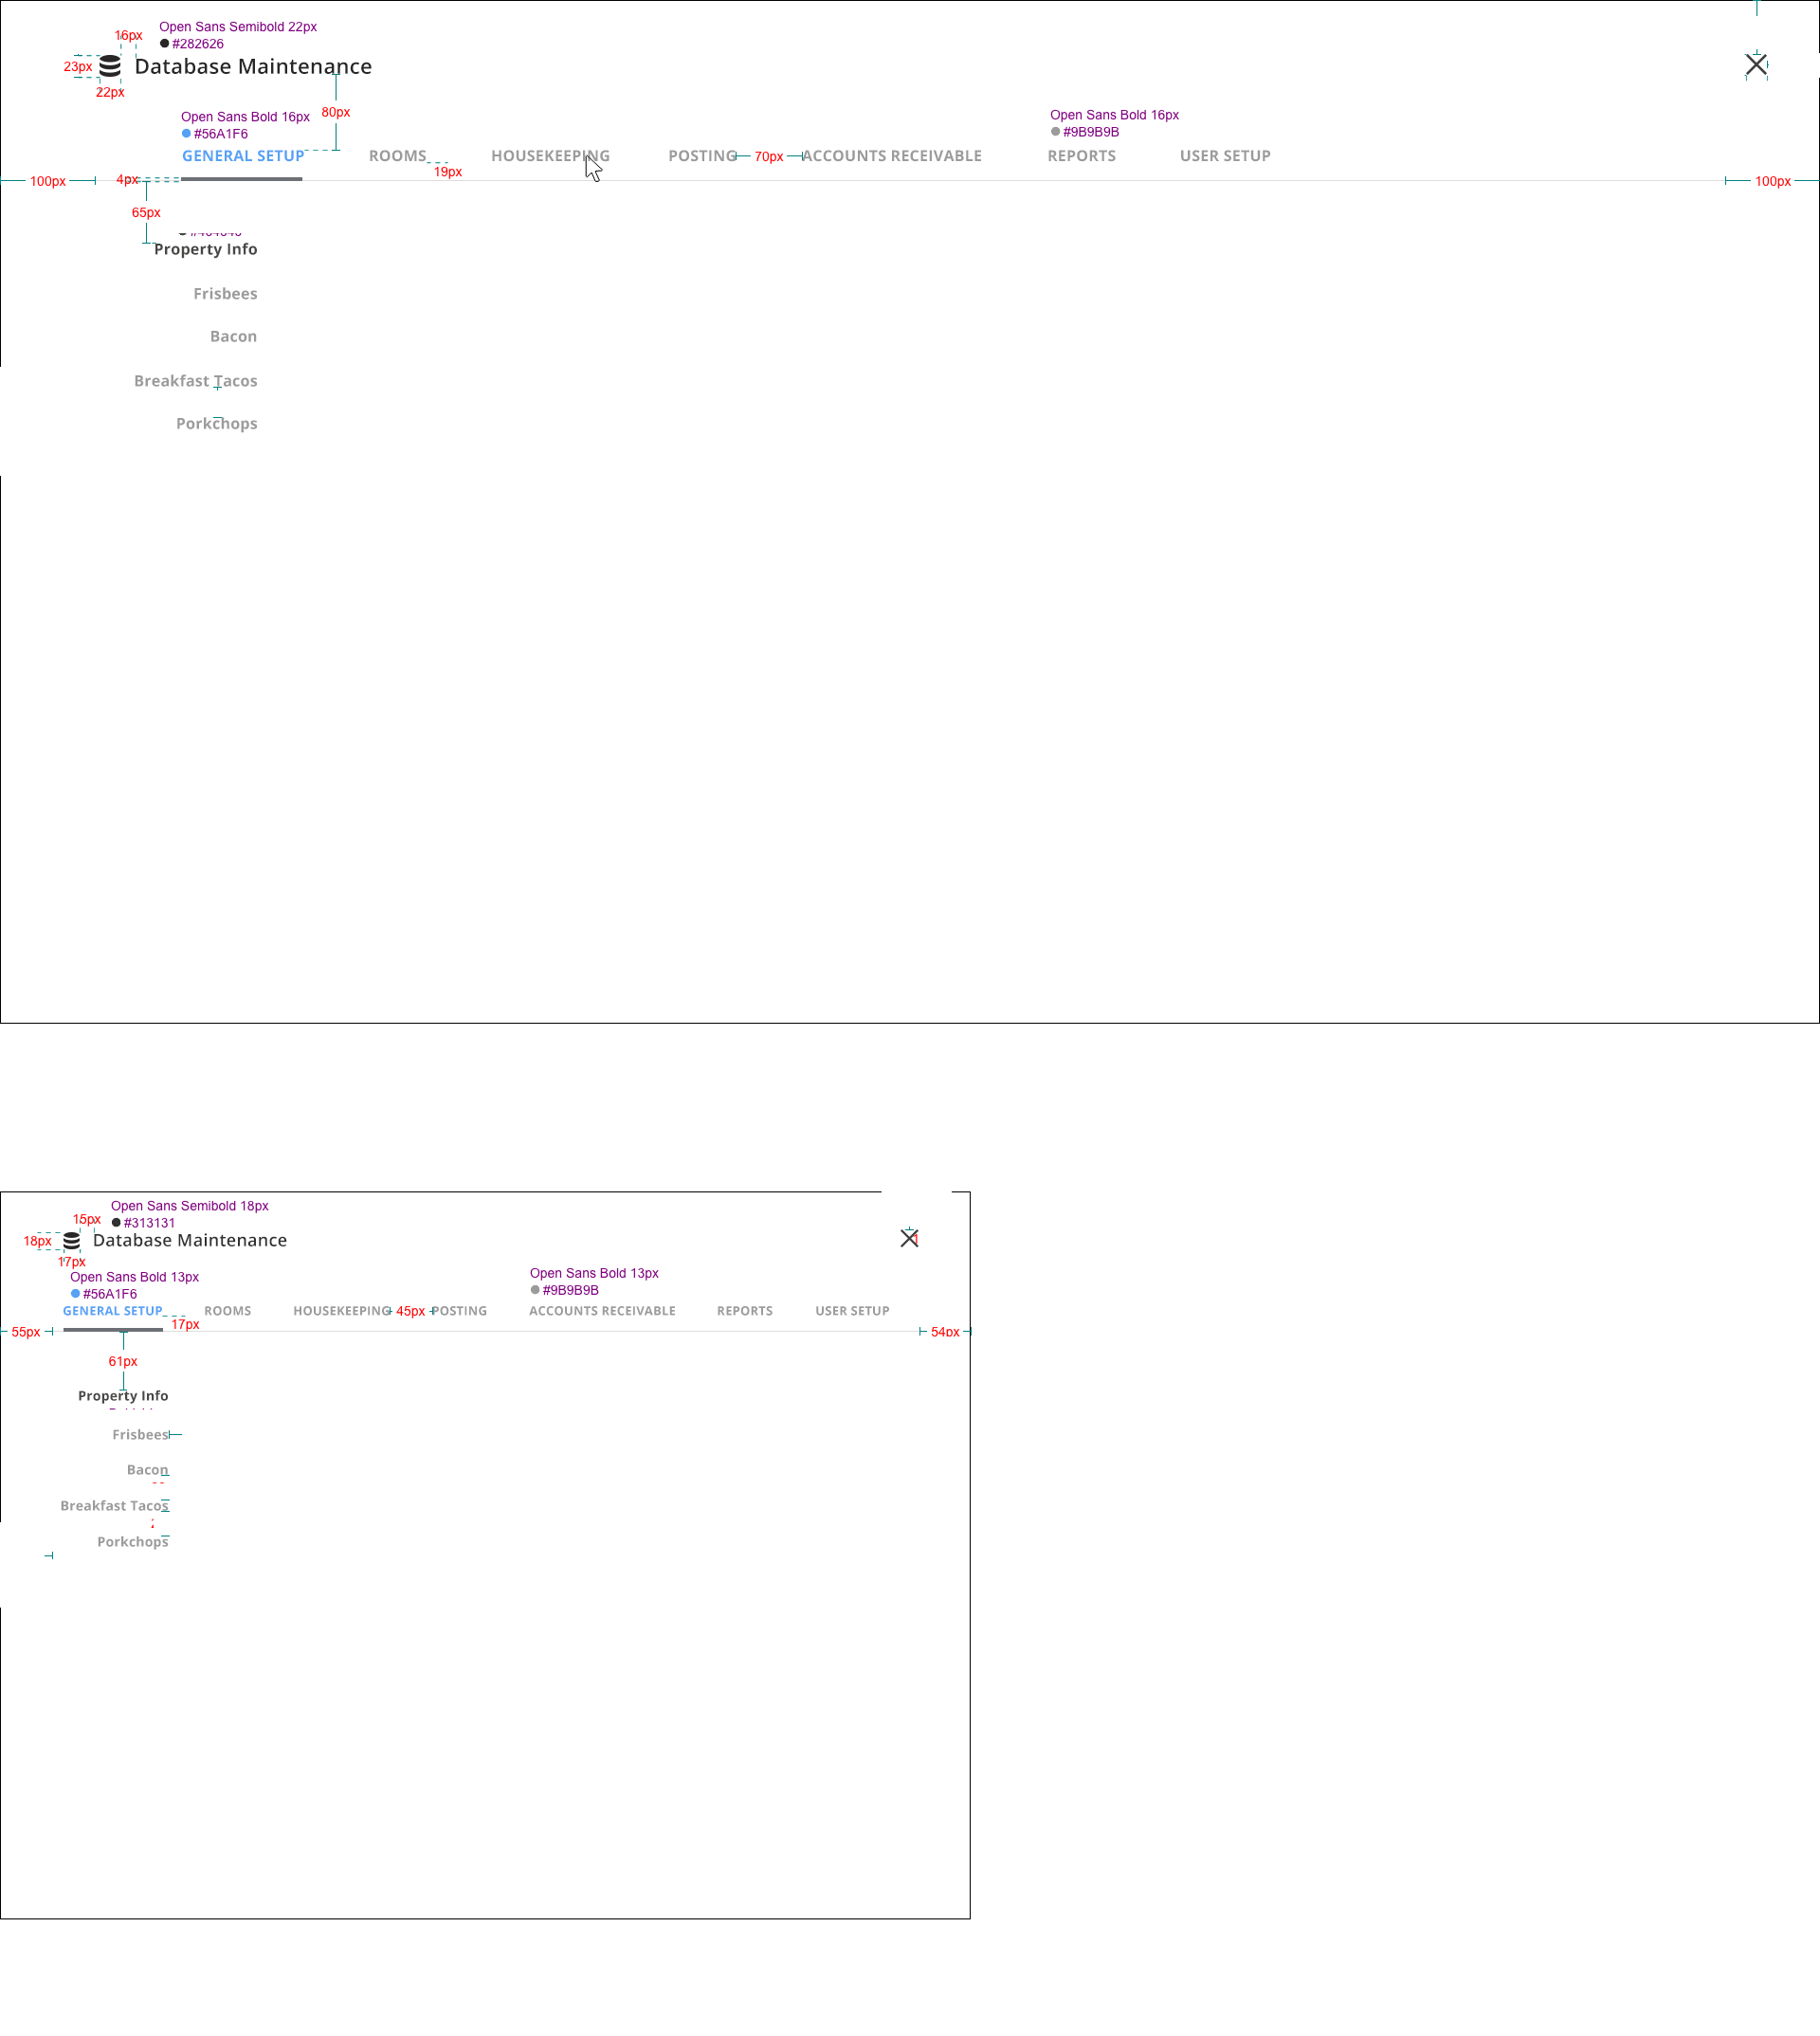 Open Sans Semibold 22px
16px
#282626
23px
Database Maintenance
22px
80px
Open Sans Bold 16px
#56A1F6
Open Sans Bold 16px
#9B9B9B
GENERAL SETUP ROOMS HOUSEKEEPING POSTING 70px ACCOUNTS RECEIVABLE REPORTS USER SETUP
19px
100px
4px
100px
65px
Property Info
Frisbees
Bacon
Breakfast Tacos
Porkchops
Open Sans Semibold 18px
15px
#313131
18px
Database Maintenance
17px
Open Sans Bold 13px
#56A1F6
Open Sans Bold 13px
#9B9B9B
GENERAL SETUP ROOMS HOUSEKEEPING 45px POSTING ACCOUNTS RECEIVABLE REPORTS USER SETUP
17px
55px
54px
61px
Property Info
Frisbees
Bacon
Breakfast Tacos
Porkchops